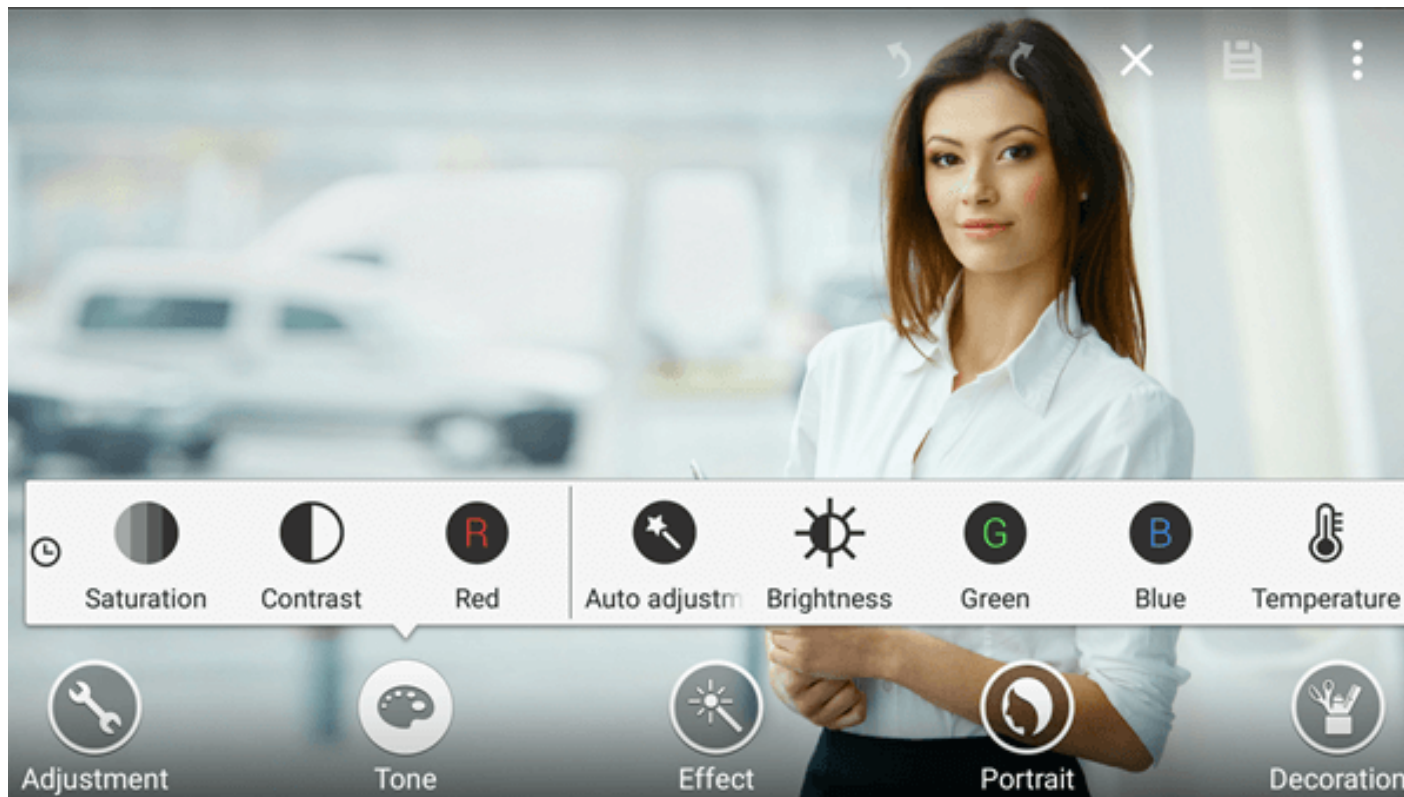 R
G
B
Saturation
Contrast
Red
Auto adjustm
Brightness
Green
Blue
Temperature
Adjustment
Tone
Effect
Portrait
Decoration